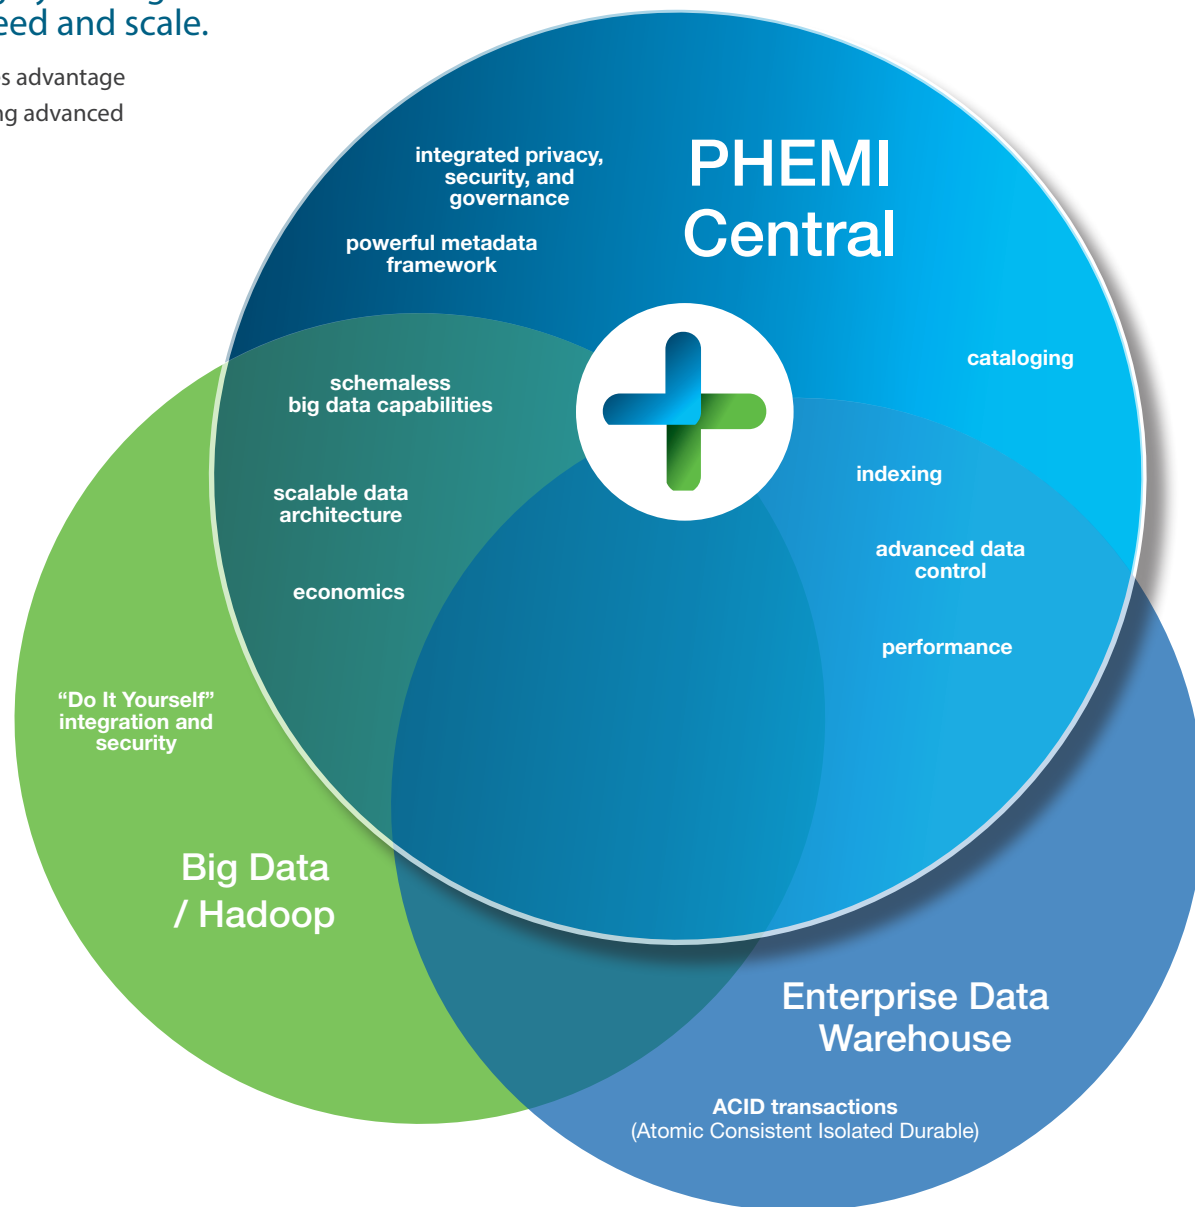 and scale.
advantage
advanced
integrated privacy,
security, and
governance
PHEMI
Central
powerful metadata
framework
cataloging
schemaless
big data capabilities
indexing
scalable data
architecture
advanced data
control
economics
performance
“Do It Yourself”
integration and
security
Big Data
/ Hadoop
Enterprise Data
Warehouse
ACID transactions
(Atomic Consistent Isolated Durable)